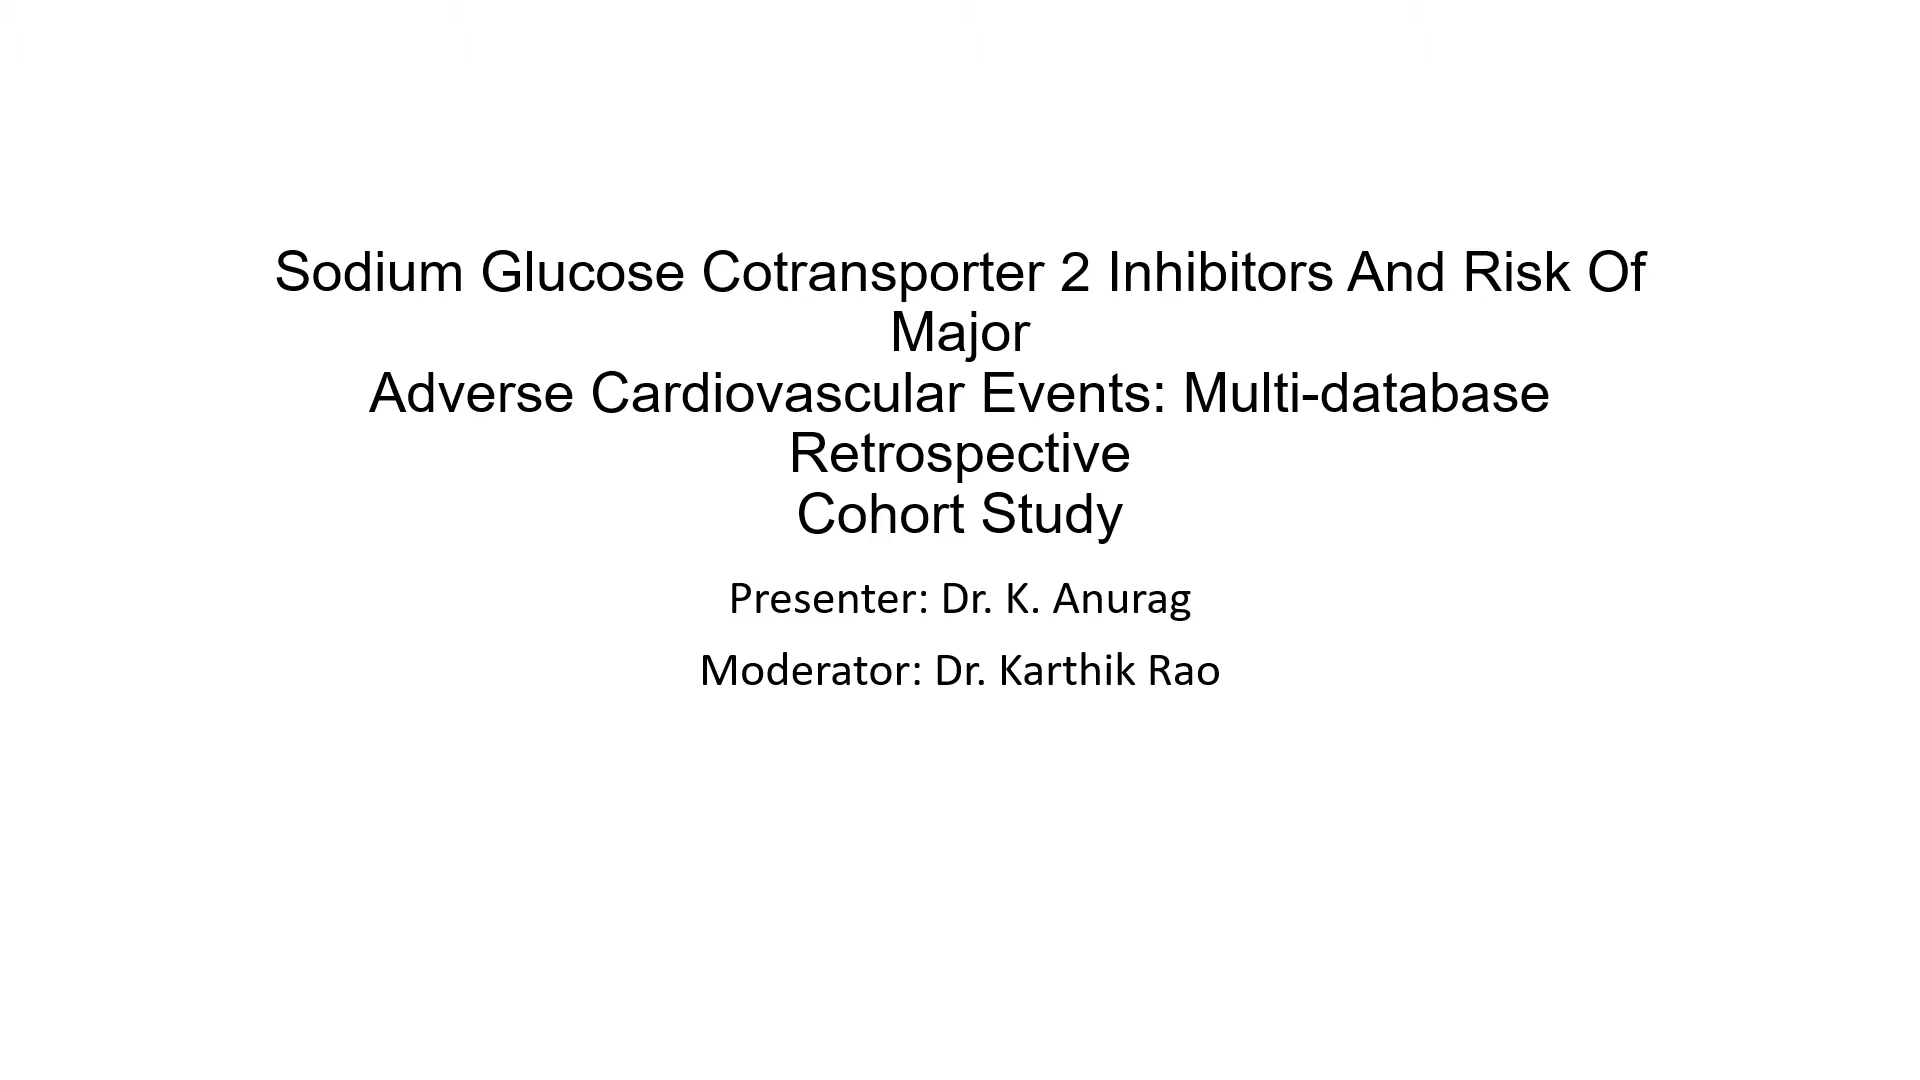 Sodium Glucose Cotransporter 2 Inhibitors And Risk Of
Major
Adverse Cardiovascular Events: Multi-database
Retrospective
Cohort Study
Presenter: Dr. K. Anurag
Moderator: Dr. Karthik Rao